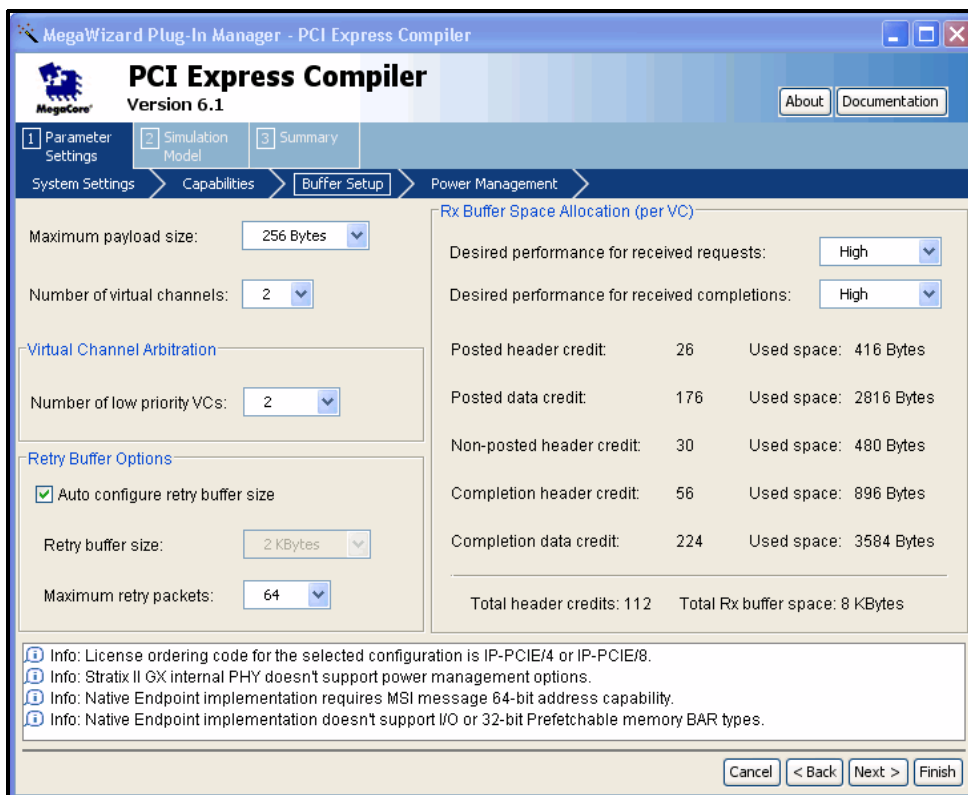 MegaWizard Plug-In Manager - PCI Express Compiler
MegaCore®
PCI Express Compiler
Version 6.1
About
Documentation
1 Parameter Settings
2 Simulation Model
3 Summary
System Settings
Capabilities
Buffer Setup
Power Management
Maximum payload size: 256 Bytes
Number of virtual channels: 2
Virtual Channel Arbitration
Number of low priority VCs: 2
Retry Buffer Options
Auto configure retry buffer size
Retry buffer size: 2 KBytes
Maximum retry packets: 64
Rx Buffer Space Allocation (per VC)
Desired performance for received requests: High
Desired performance for received completions: High
Posted header credit: 26 Used space: 416 Bytes
Posted data credit: 176 Used space: 2816 Bytes
Non-posted header credit: 30 Used space: 480 Bytes
Completion header credit: 56 Used space: 896 Bytes
Completion data credit: 224 Used space: 3584 Bytes
Total header credits: 112 Total Rx buffer space: 8 KBytes
Info: License ordering code for the selected configuration is IP-PCIE/4 or IP-PCIE/8.
Info: Stratix II GX internal PHY doesn't support power management options.
Info: Native Endpoint implementation requires MSI message 64-bit address capability.
Info: Native Endpoint implementation doesn't support I/O or 32-bit Prefetchable memory BAR types.
Cancel
< Back
Next >
Finish